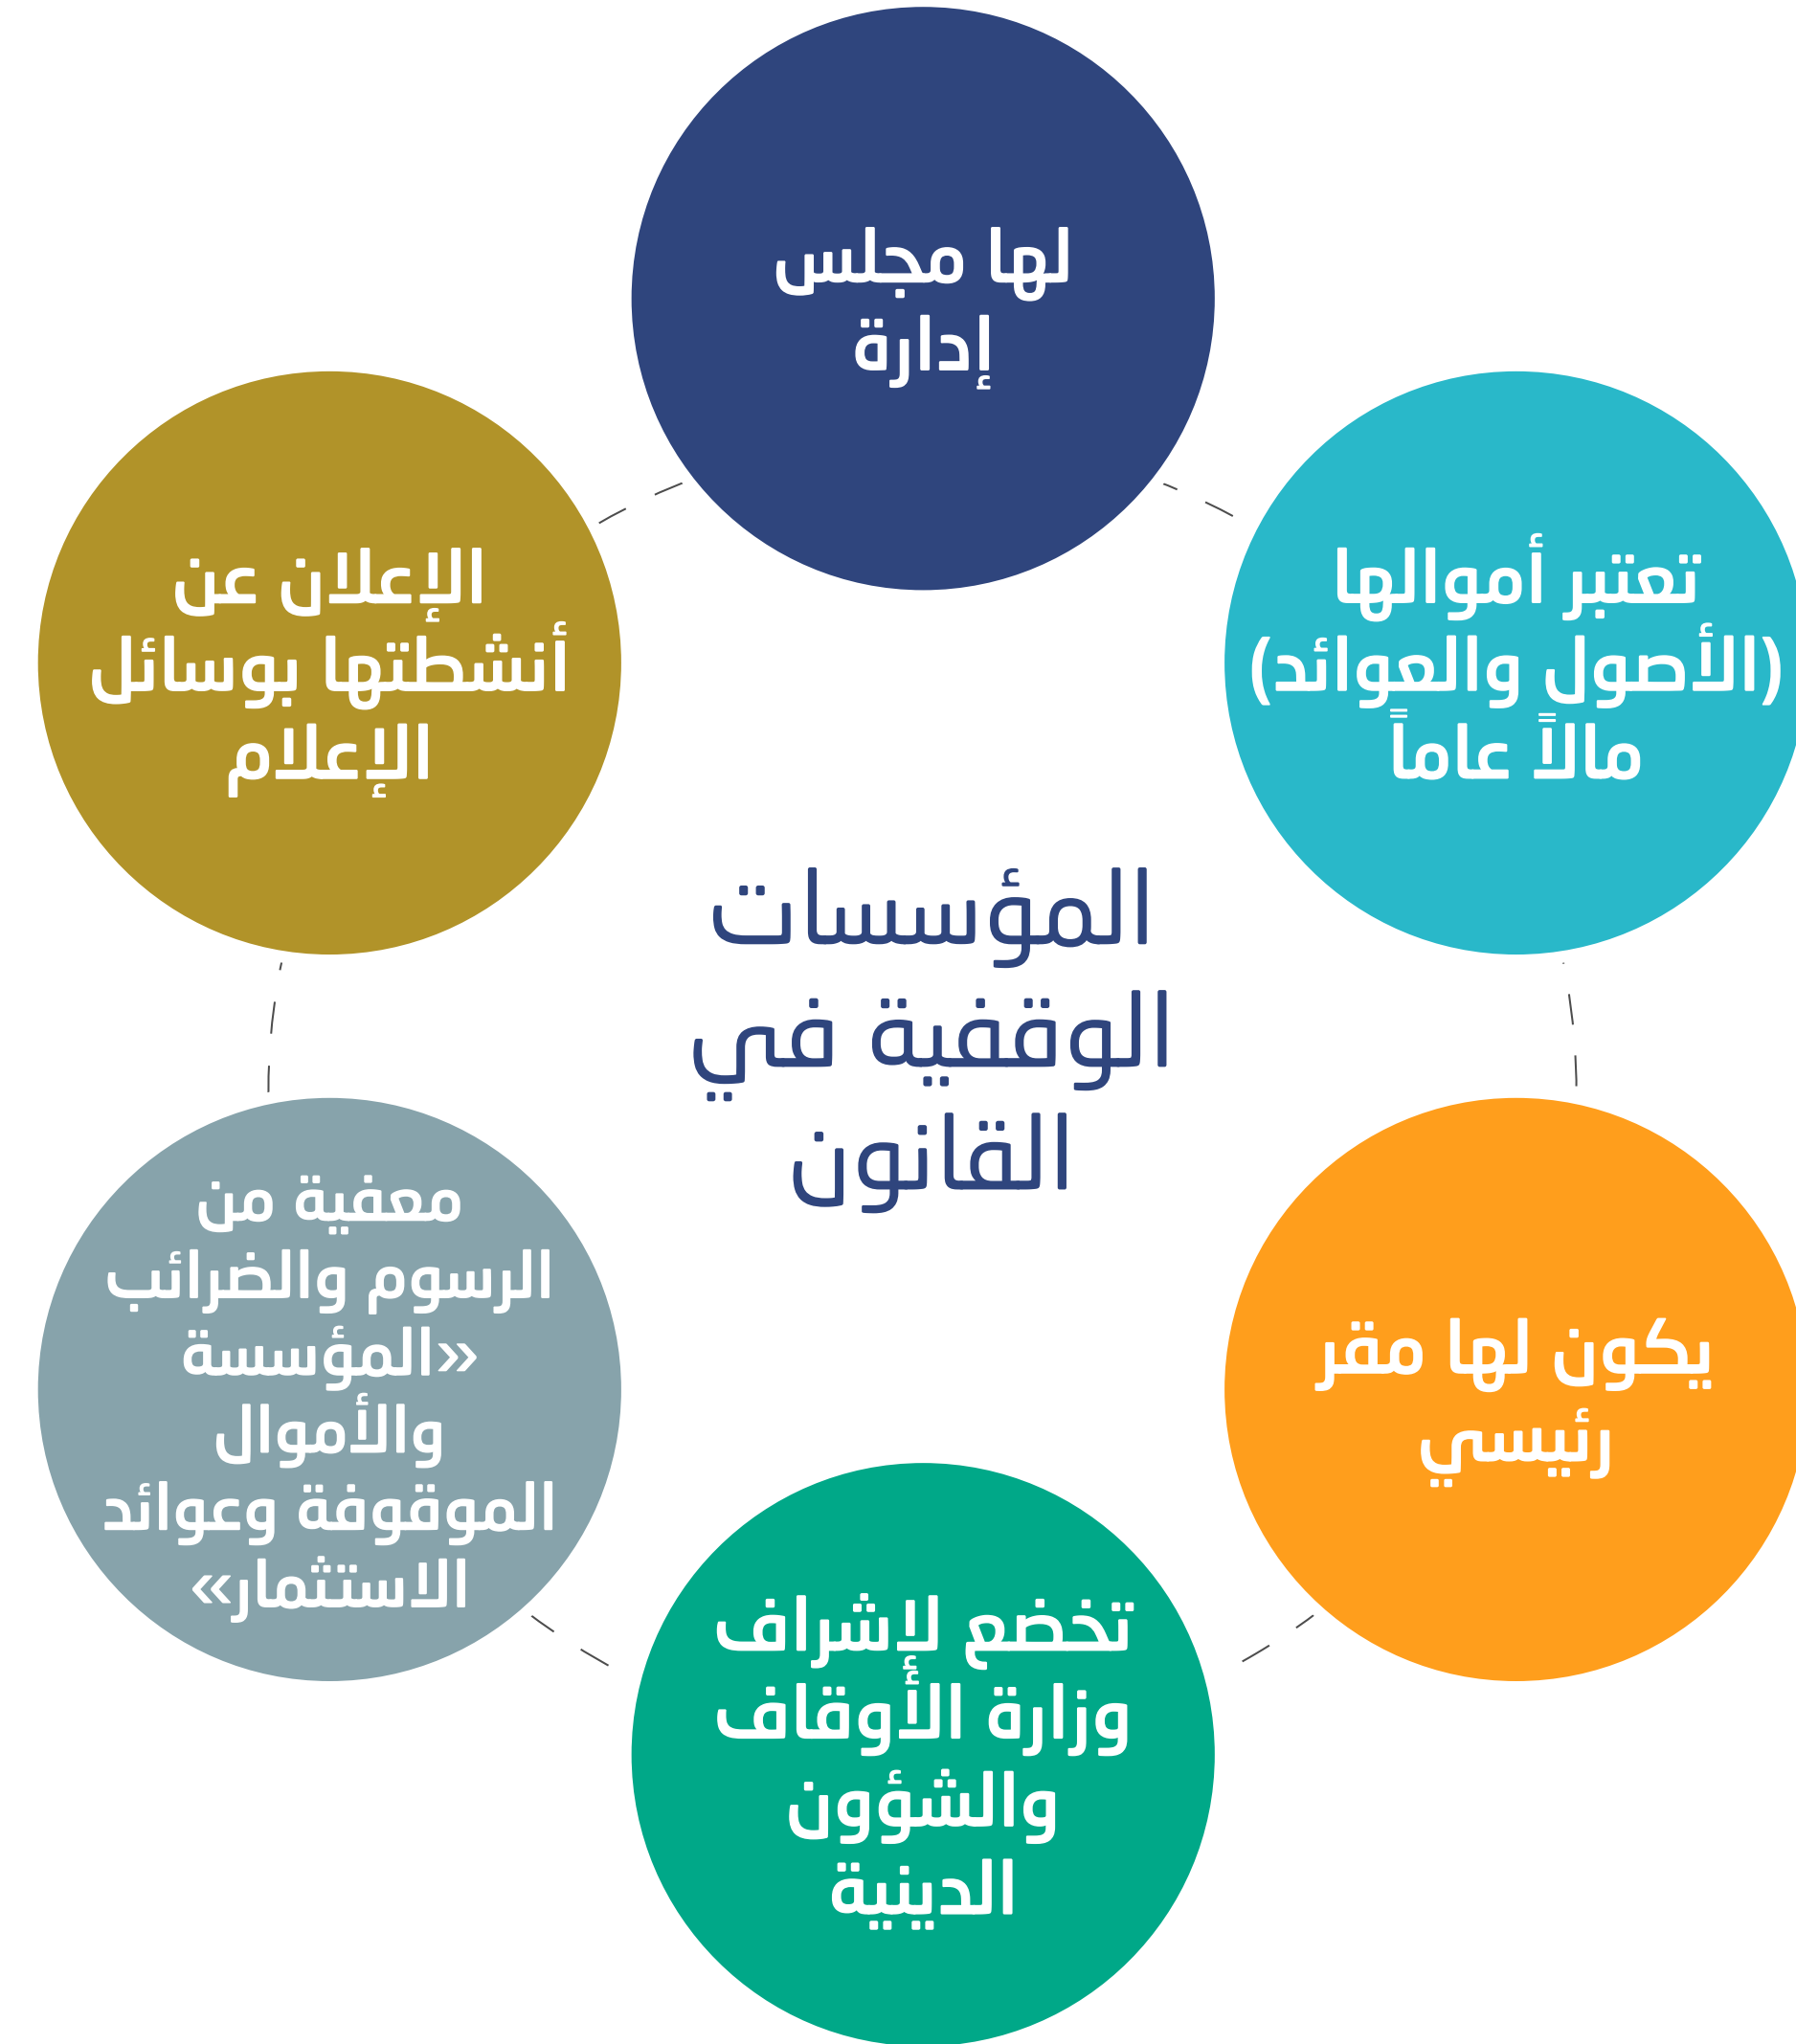 لها مجلس
إدارة
تعتبر أموالها
(الأصول والعوائد)
مالاً عاماً
يكون لها مقر
رئيسي
تخضع لإشراف
وزارة الأوقاف
والشؤون
الدينية
معفية من
الرسوم والضرائب
«المؤسسة
والأموال
الموقوفة وعوائد
الاستثمار»
الإعلان عن
أنشطتها بوسائل
الإعلام
المؤسسات
الوقفية في
القانون